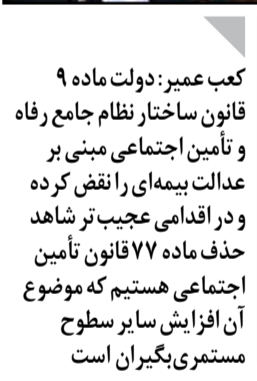 کعب عمیر: دولت ماده ۹
قانون ساختار نظام جامع رفاه
و تأمین اجتماعی مبنی بر
عدالت بیمه‌ای را نقض کرده
و در اقدامی عجیب‌تر شاهد
حذف ماده ۷۷ قانون تأمین
اجتماعی هستیم که موضوع
آن افزایش سایر سطوح
مستمری‌بگیران است